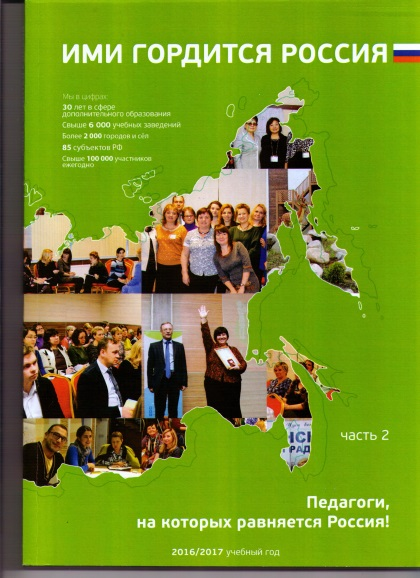 ИМИ ГОРДИТСЯ РОССИЯ
Мы в цифрах:
30 лет в сфере
дополнительного образования
Свыше 6 000 учебных заведений
Более 2 000 городов и сёл
85 субъектов РФ
Свыше 100 000 участников
ежегодно
часть 2
Педагоги,
на которых равняется Россия!
2016/2017 учебный год